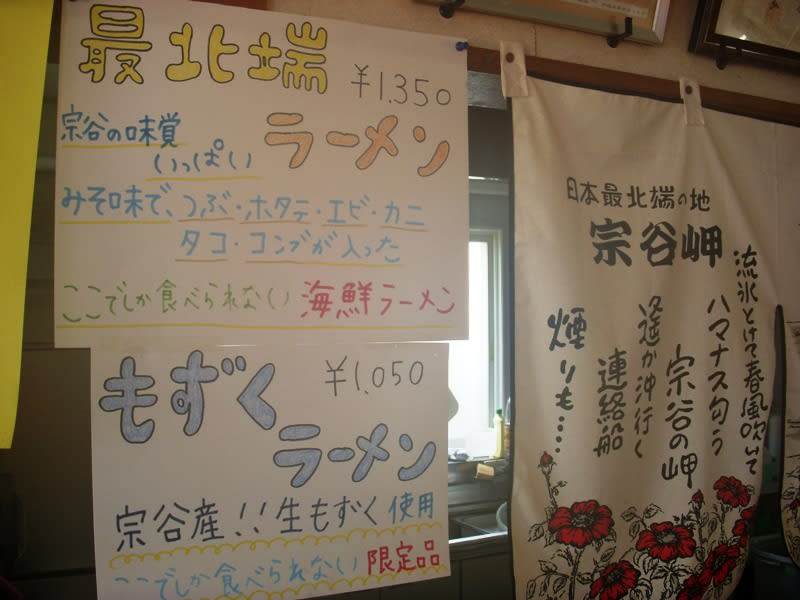 最北端
¥1,350
ラーメン
宗谷の味覚
いっぱい
みそ味で、つぶ・ホタテ・エビ・カニ
タコ・コンブが入った
ここでしか食べられない 海鮮ラーメン
もずく
¥1,050
ラーメン
宗谷産!!生もずく使用
ここでしか食べられない 限定品
日本最北端の地
宗谷岬
流氷とけて春風吹いて
ハマナス匂う
宗谷の岬
遙か沖行く
連絡船
煙りも…